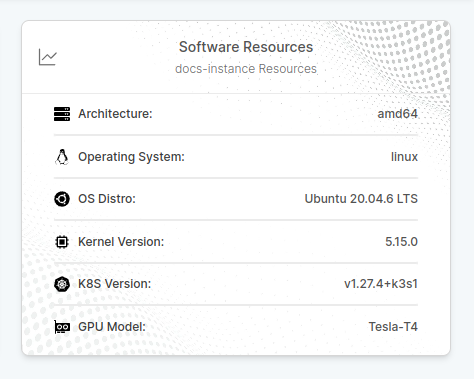 Software Resources
docs-instance Resources
Architecture: amd64
Operating System: linux
OS Distro: Ubuntu 20.04.6 LTS
Kernel Version: 5.15.0
K8S Version: v1.27.4+k3s1
GPU Model: Tesla-T4